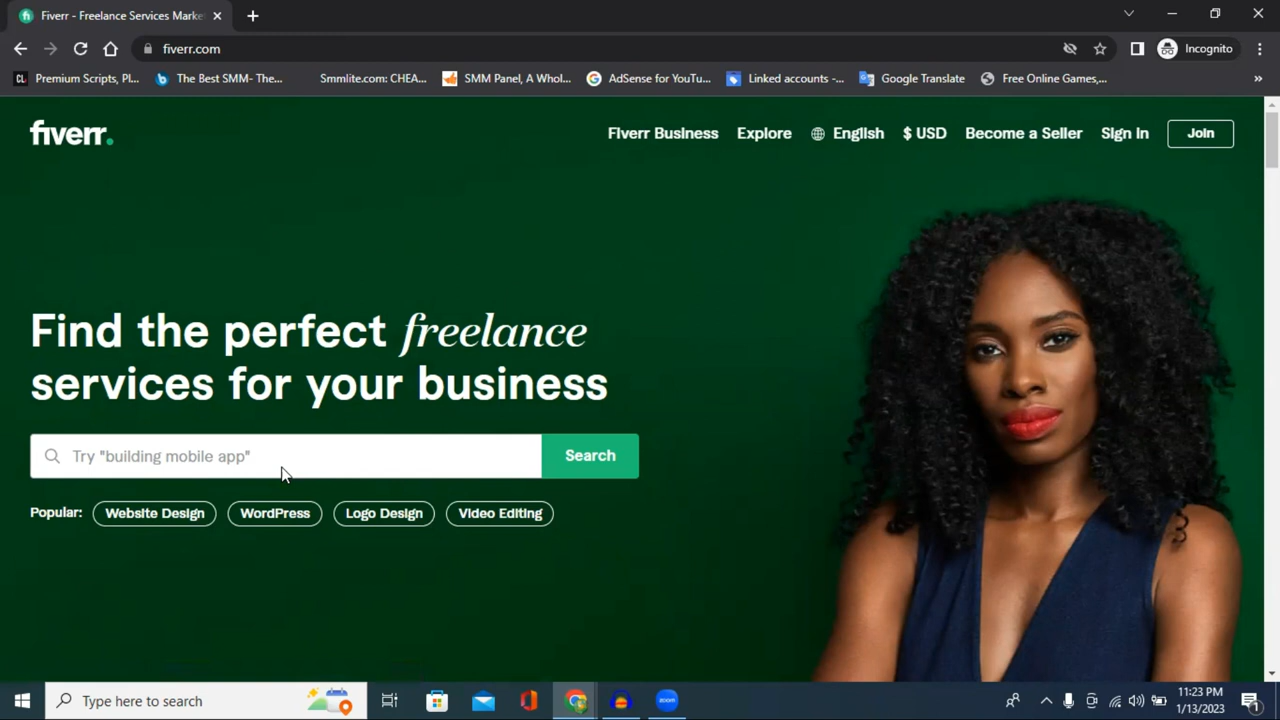 Fiverr - Freelance Services Marke
fiverr.com
Incognito
CL Premium Scripts, Pl...
The Best SMM- The...
Smmlite.com: CHEA...
SMM Panel, A Whol...
AdSense for YouTu...
Linked accounts -...
Google Translate
Free Online Games,...
fiverr.
Fiverr Business
Explore
English
$ USD
Become a Seller
Sign In
Join
Find the perfect freelance
services for your business
Try "building mobile app"
Search
Popular:
Website Design
WordPress
Logo Design
Video Editing
Type here to search
zoom
11:23 PM
1/13/2023
1